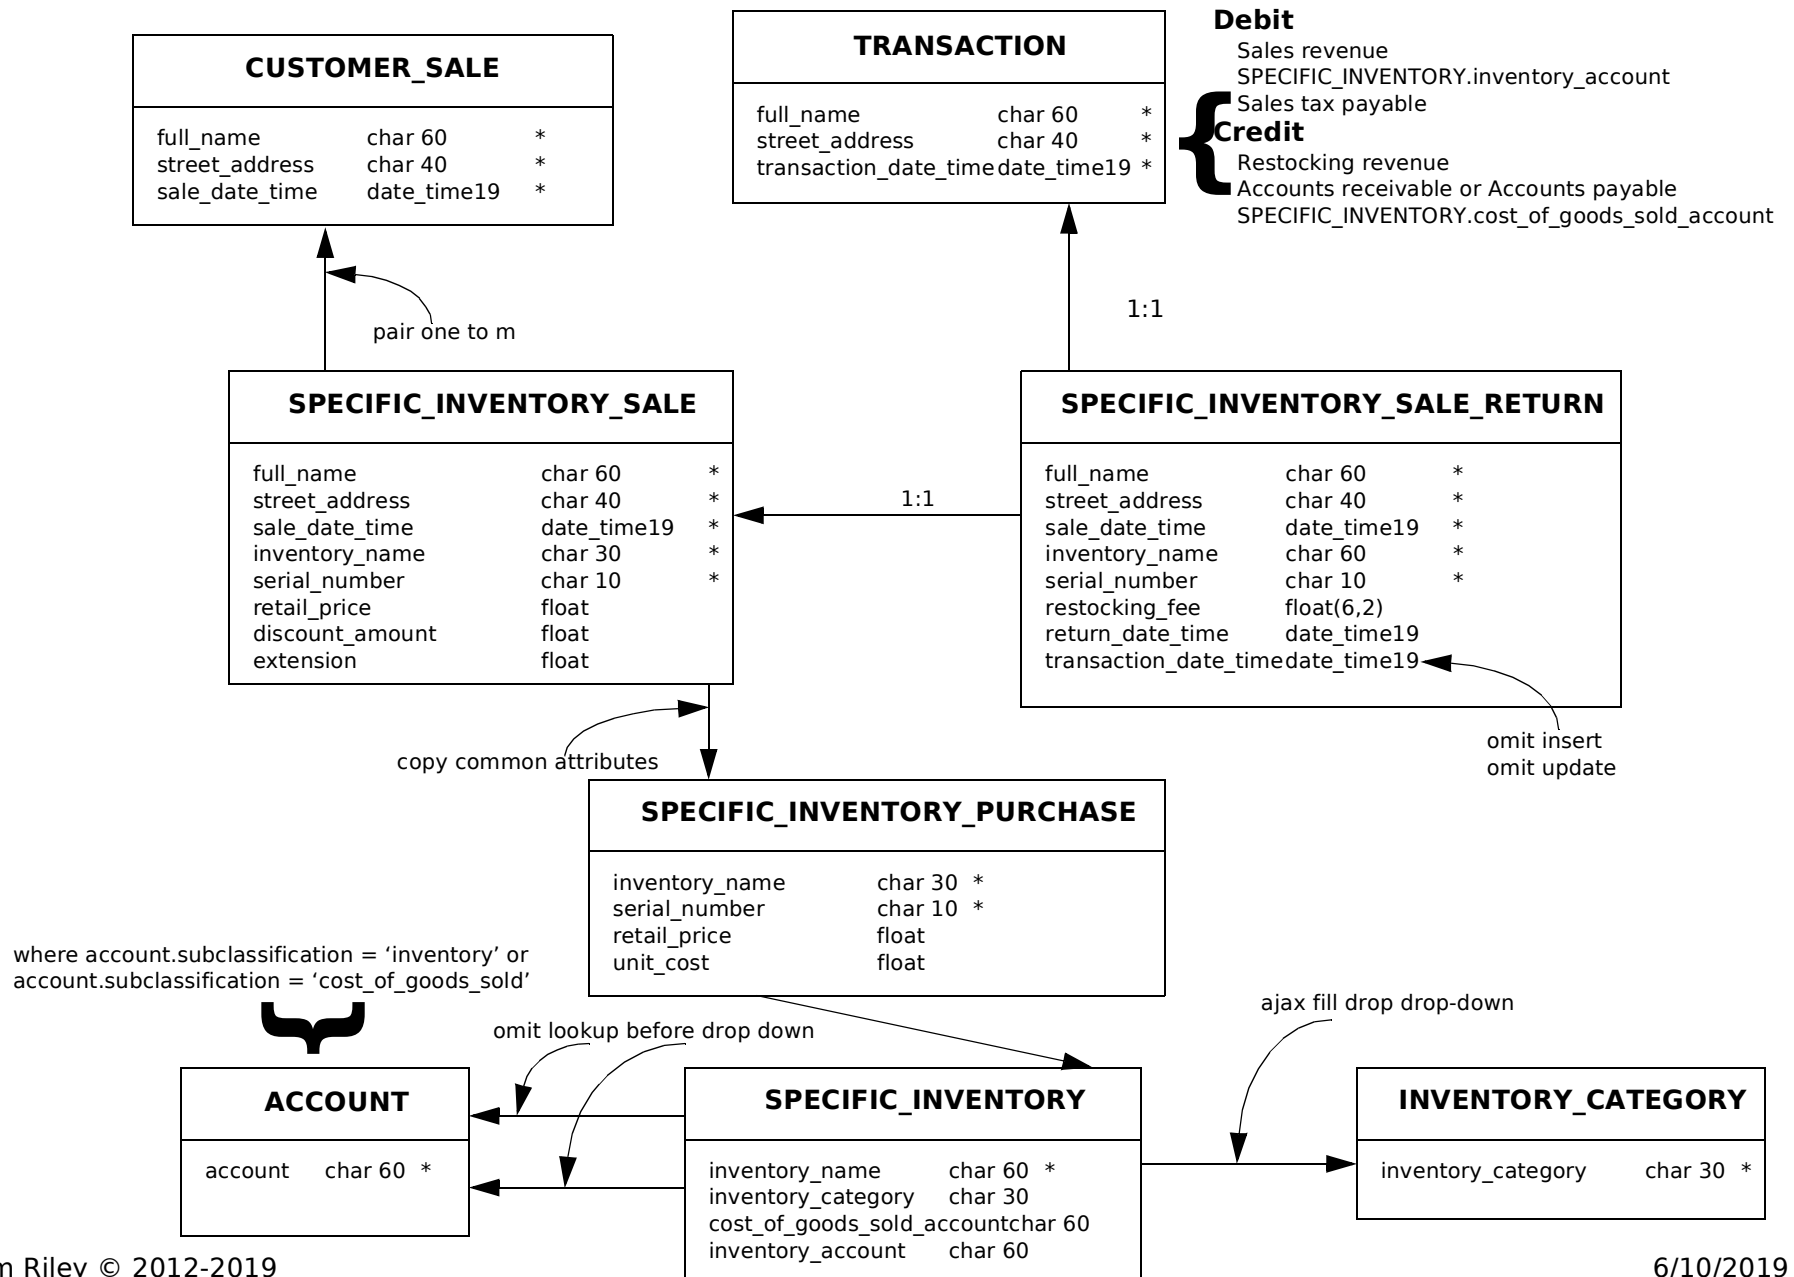 CUSTOMER_SALE
full_name char 60 *
street_address char 40 *
sale_date_time date_time19 *
TRANSACTION
full_name char 60 *
street_address char 40 *
transaction_date_time date_time19 *
{
Debit
Sales revenue
SPECIFIC_INVENTORY.inventory_account
Sales tax payable
Credit
Restocking revenue
Accounts receivable or Accounts payable
SPECIFIC_INVENTORY.cost_of_goods_sold_account
pair one to m
1:1
SPECIFIC_INVENTORY_SALE
full_name char 60 *
street_address char 40 *
sale_date_time date_time19 *
inventory_name char 30 *
serial_number char 10 *
retail_price float
discount_amount float
extension float
1:1
SPECIFIC_INVENTORY_SALE_RETURN
full_name char 60 *
street_address char 40 *
sale_date_time date_time19 *
inventory_name char 60 *
serial_number char 10 *
restocking_fee float(6,2)
return_date_time date_time19
transaction_date_time date_time19
omit insert
omit update
copy common attributes
SPECIFIC_INVENTORY_PURCHASE
inventory_name char 30 *
serial_number char 10 *
retail_price float
unit_cost float
where account.subclassification = ‘inventory’ or
account.subclassification = ‘cost_of_goods_sold’
}
omit lookup before drop down
ajax fill drop drop-down
ACCOUNT
account char 60 *
SPECIFIC_INVENTORY
inventory_name char 60 *
inventory_category char 30
cost_of_goods_sold_account char 60
inventory_account char 60
INVENTORY_CATEGORY
inventory_category char 30 *
Riley © 2012-2019
6/10/2019